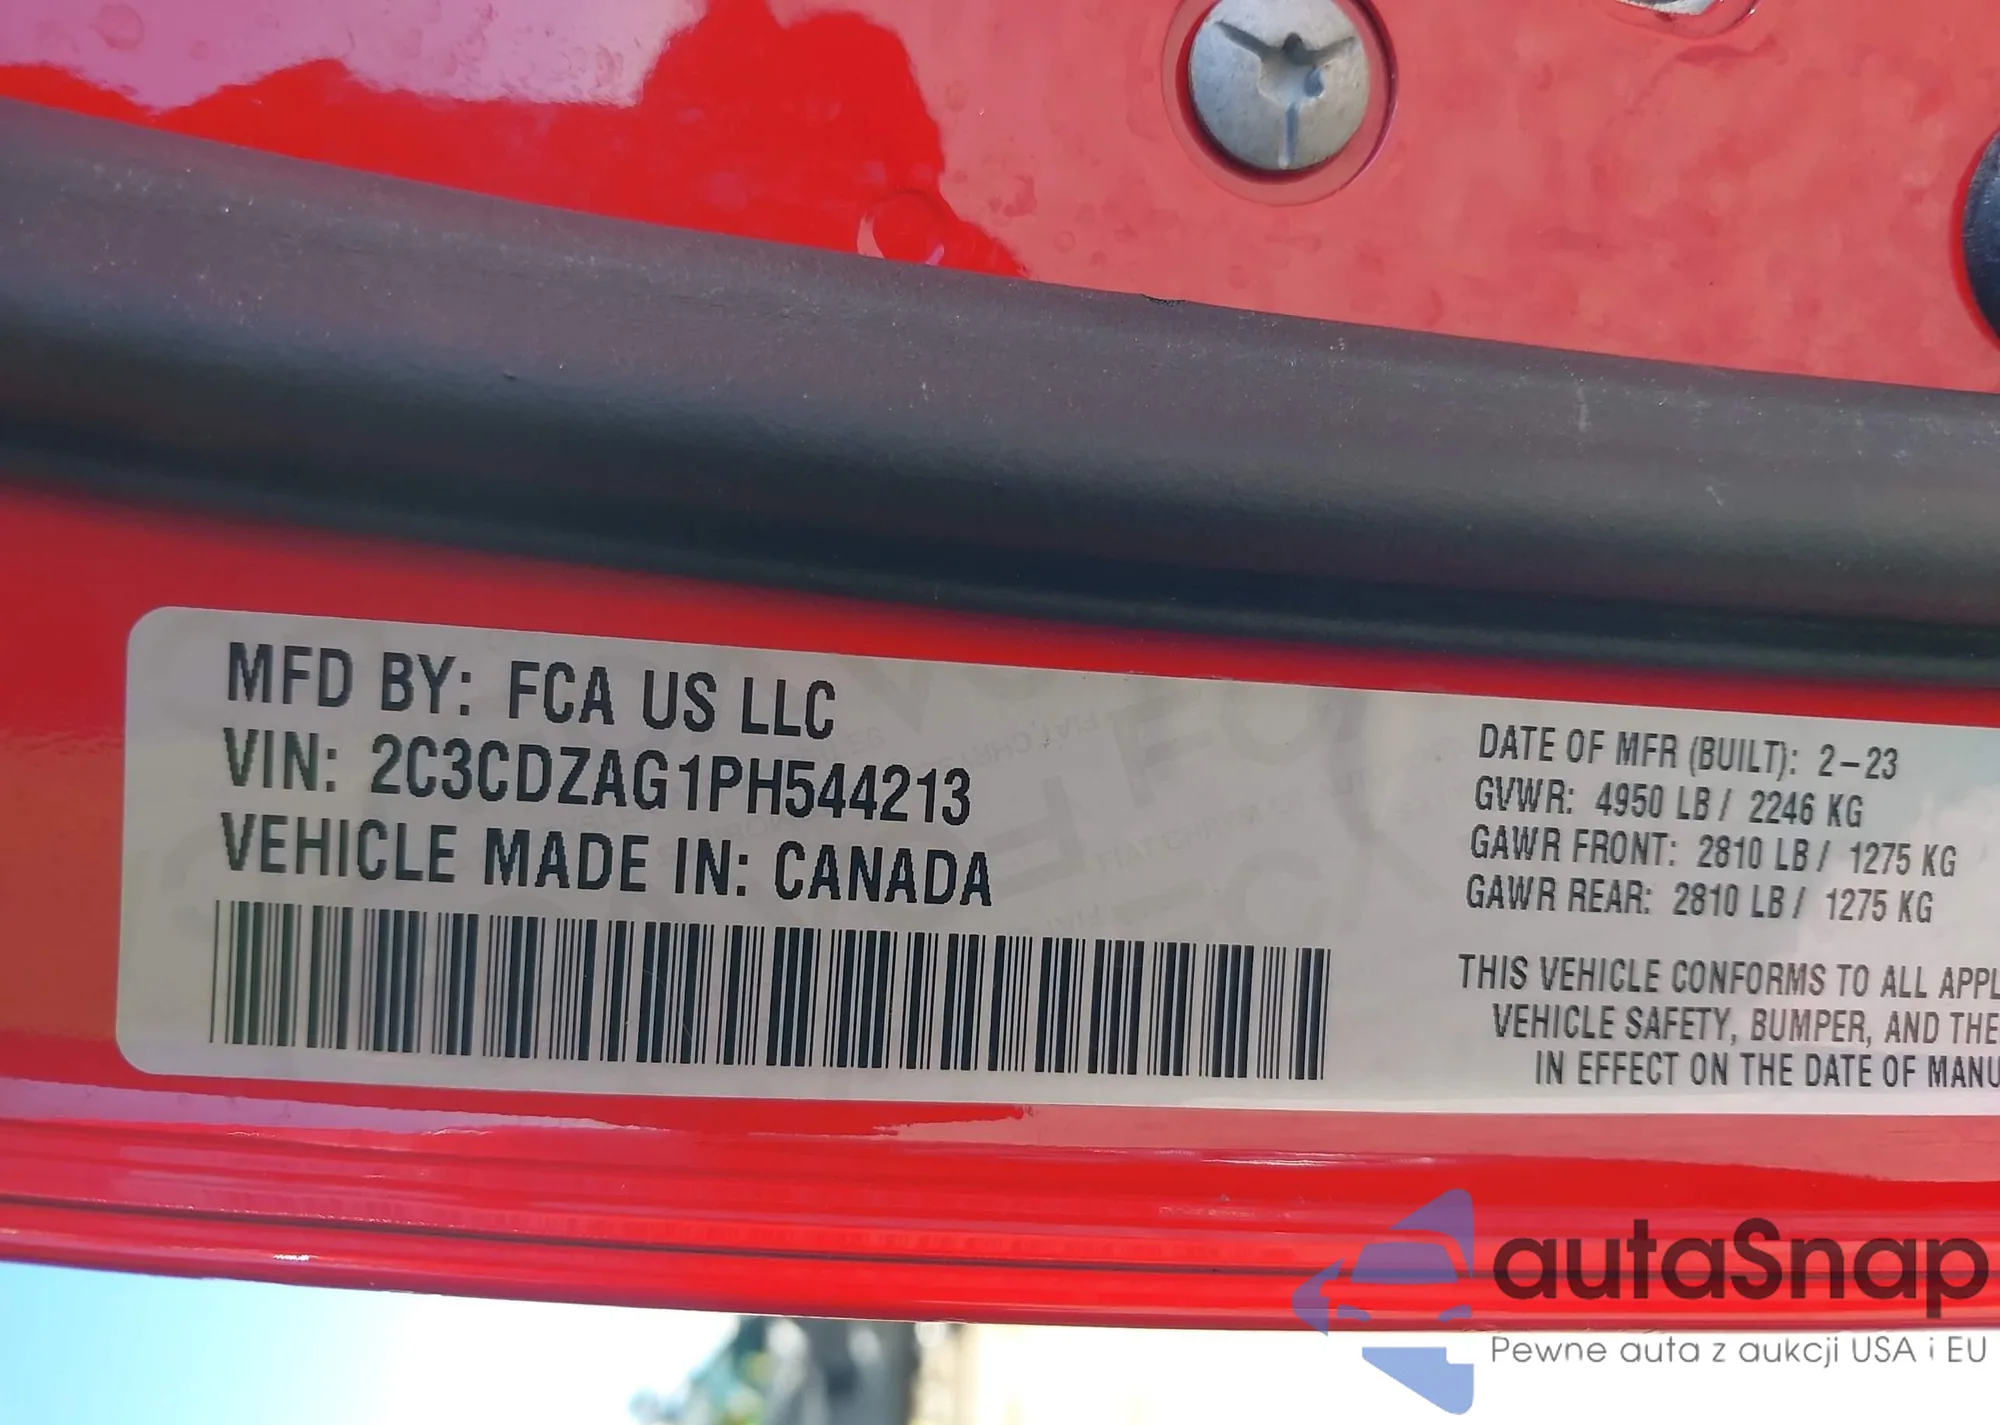 MFD BY: FCA US LLC
VIN: 2C3CDZAG1PH544213
VEHICLE MADE IN: CANADA
DATE OF MFR (BUILT): 2-23
GVWR: 4950 LB / 2246 KG
GAWR FRONT: 2810 LB / 1275 KG
GAWR REAR: 2810 LB / 1275 KG
THIS VEHICLE CONFORMS TO ALL APPL
VEHICLE SAFETY, BUMPER, AND THE
IN EFFECT ON THE DATE OF MANU
autaSnap
Pewne auta z aukcji USA i EU